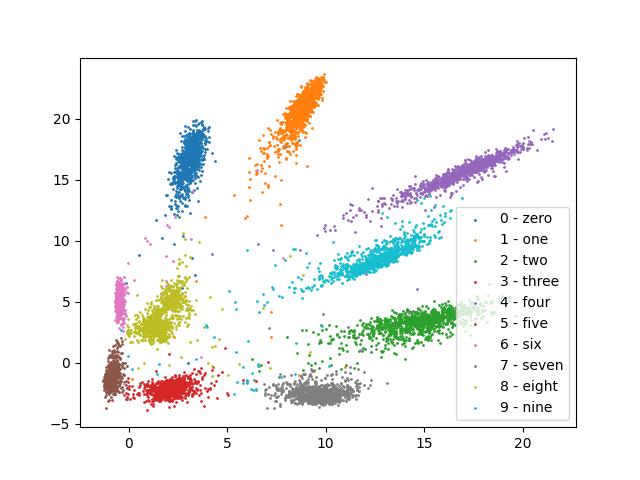 20
15
10
5
0
−5
0
5
10
15
20
0 - zero
1 - one
2 - two
3 - three
4 - four
5 - five
6 - six
7 - seven
8 - eight
9 - nine